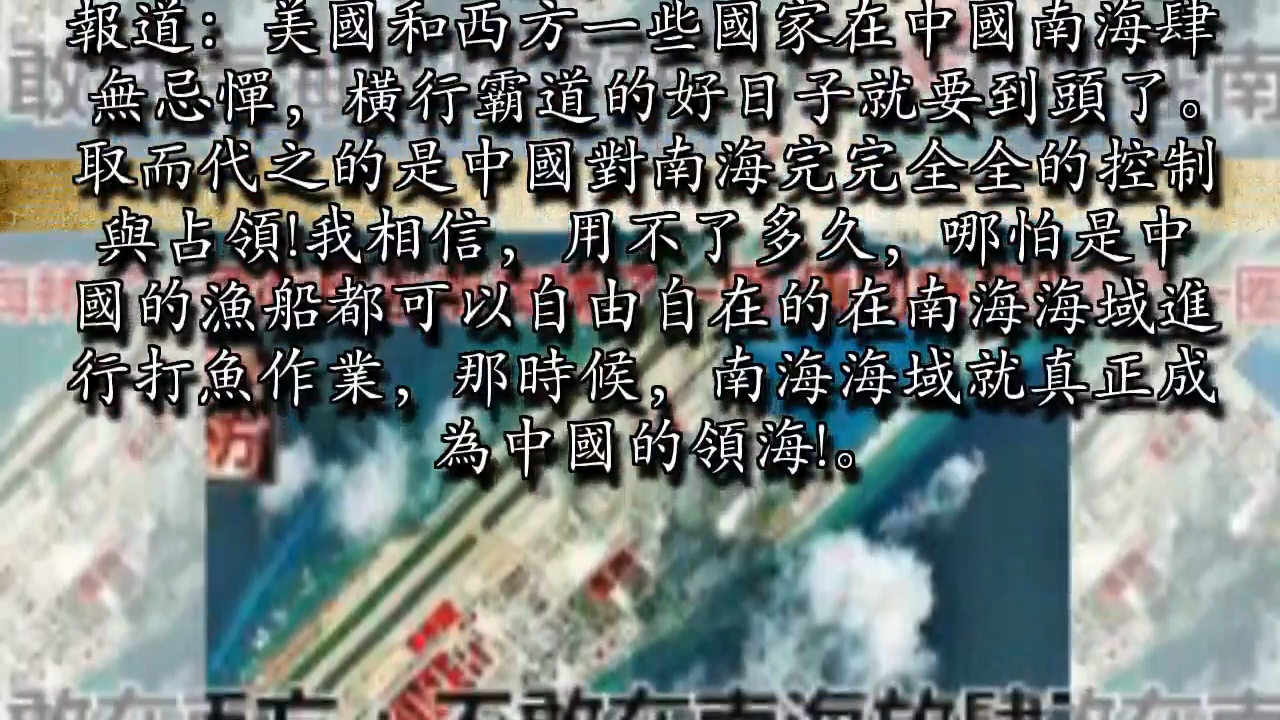 報道：美國和西方一些國家在中國南海肆
無忌憚，橫行霸道的好日子就要到頭了。
取而代之的是中國對南海完完全全的控制
與占領!我相信，用不了多久，哪怕是中
國的漁船都可以自由自在的在南海海域進
行打魚作業，那時候，南海海域就真正成
為中國的領海!。